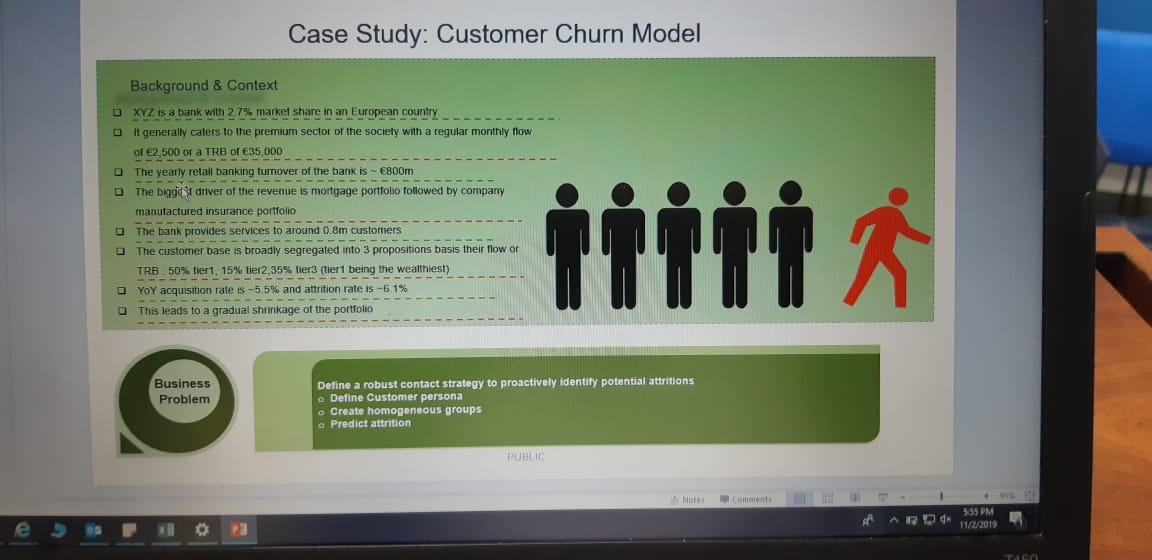 Case Study: Customer Churn Model
Background & Context
XYZ is a bank with 2.7% market share in an European country
It generally caters to the premium sector of the society with a regular monthly flow
of €2,500 or a TRB of €35,000
The yearly retail banking turnover of the bank is ~ €800m
The biggest driver of the revenue is mortgage portfolio followed by company
manufactured insurance portfolio
The bank provides services to around 0.8m customers
The customer base is broadly segregated into 3 propositions basis their flow or
TRB : 50% tier1, 15% tier2,35% tier3 (tier1 being the wealthiest)
YoY acquisition rate is ~5.5% and attrition rate is ~6.1%
This leads to a gradual shrinkage of the portfolio
Business
Problem
Define a robust contact strategy to proactively identify potential attritions
o Define Customer persona
o Create homogeneous groups
o Predict attrition
PUBLIC
Notes Comments 91%
5:55 PM
11/2/2019